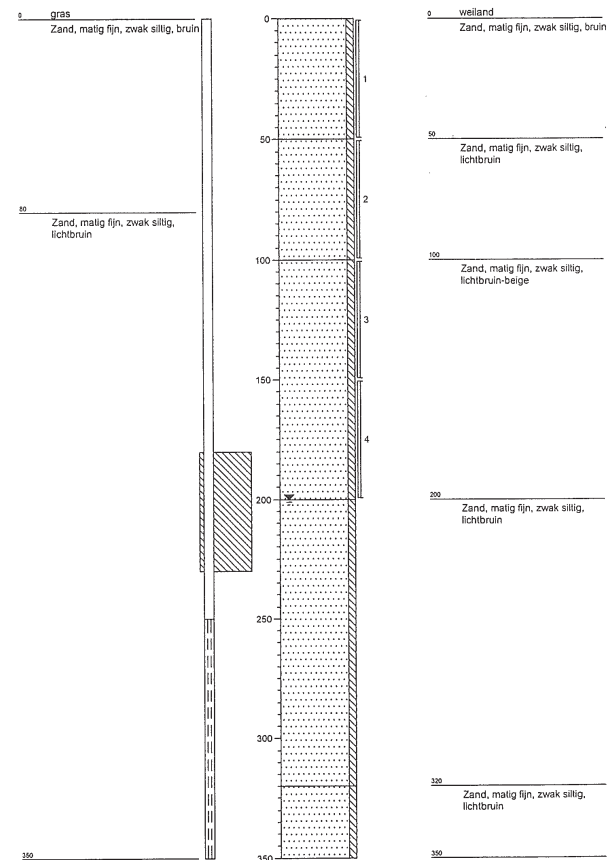 0 gras
Zand, matig fijn, zwak siltig, bruin
80
Zand, matig fijn, zwak siltig,
lichtbruin
350
0
50
100
150
200
250
300
350
1
2
3
4
0 weiland
Zand, matig fijn, zwak siltig, bruin
50
Zand, matig fijn, zwak siltig,
lichtbruin
100
Zand, matig fijn, zwak siltig,
lichtbruin-beige
200
Zand, matig fijn, zwak siltig,
lichtbruin
320
Zand, matig fijn, zwak siltig,
lichtbruin
350